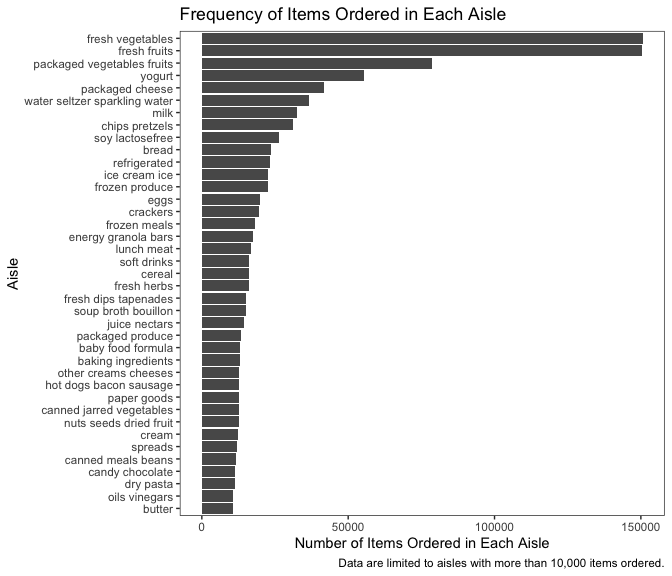 Frequency of Items Ordered in Each Aisle
fresh vegetables
fresh fruits
packaged vegetables fruits
yogurt
packaged cheese
water seltzer sparkling water
milk
chips pretzels
soy lactosefree
bread
refrigerated
ice cream ice
frozen produce
eggs
crackers
frozen meals
energy granola bars
lunch meat
soft drinks
cereal
fresh herbs
fresh dips tapenades
soup broth bouillon
juice nectars
packaged produce
baby food formula
baking ingredients
other creams cheeses
hot dogs bacon sausage
paper goods
canned jarred vegetables
nuts seeds dried fruit
cream
spreads
canned meals beans
candy chocolate
dry pasta
oils vinegars
butter
Aisle
0 50000 100000 150000
Number of Items Ordered in Each Aisle
Data are limited to aisles with more than 10,000 items ordered.